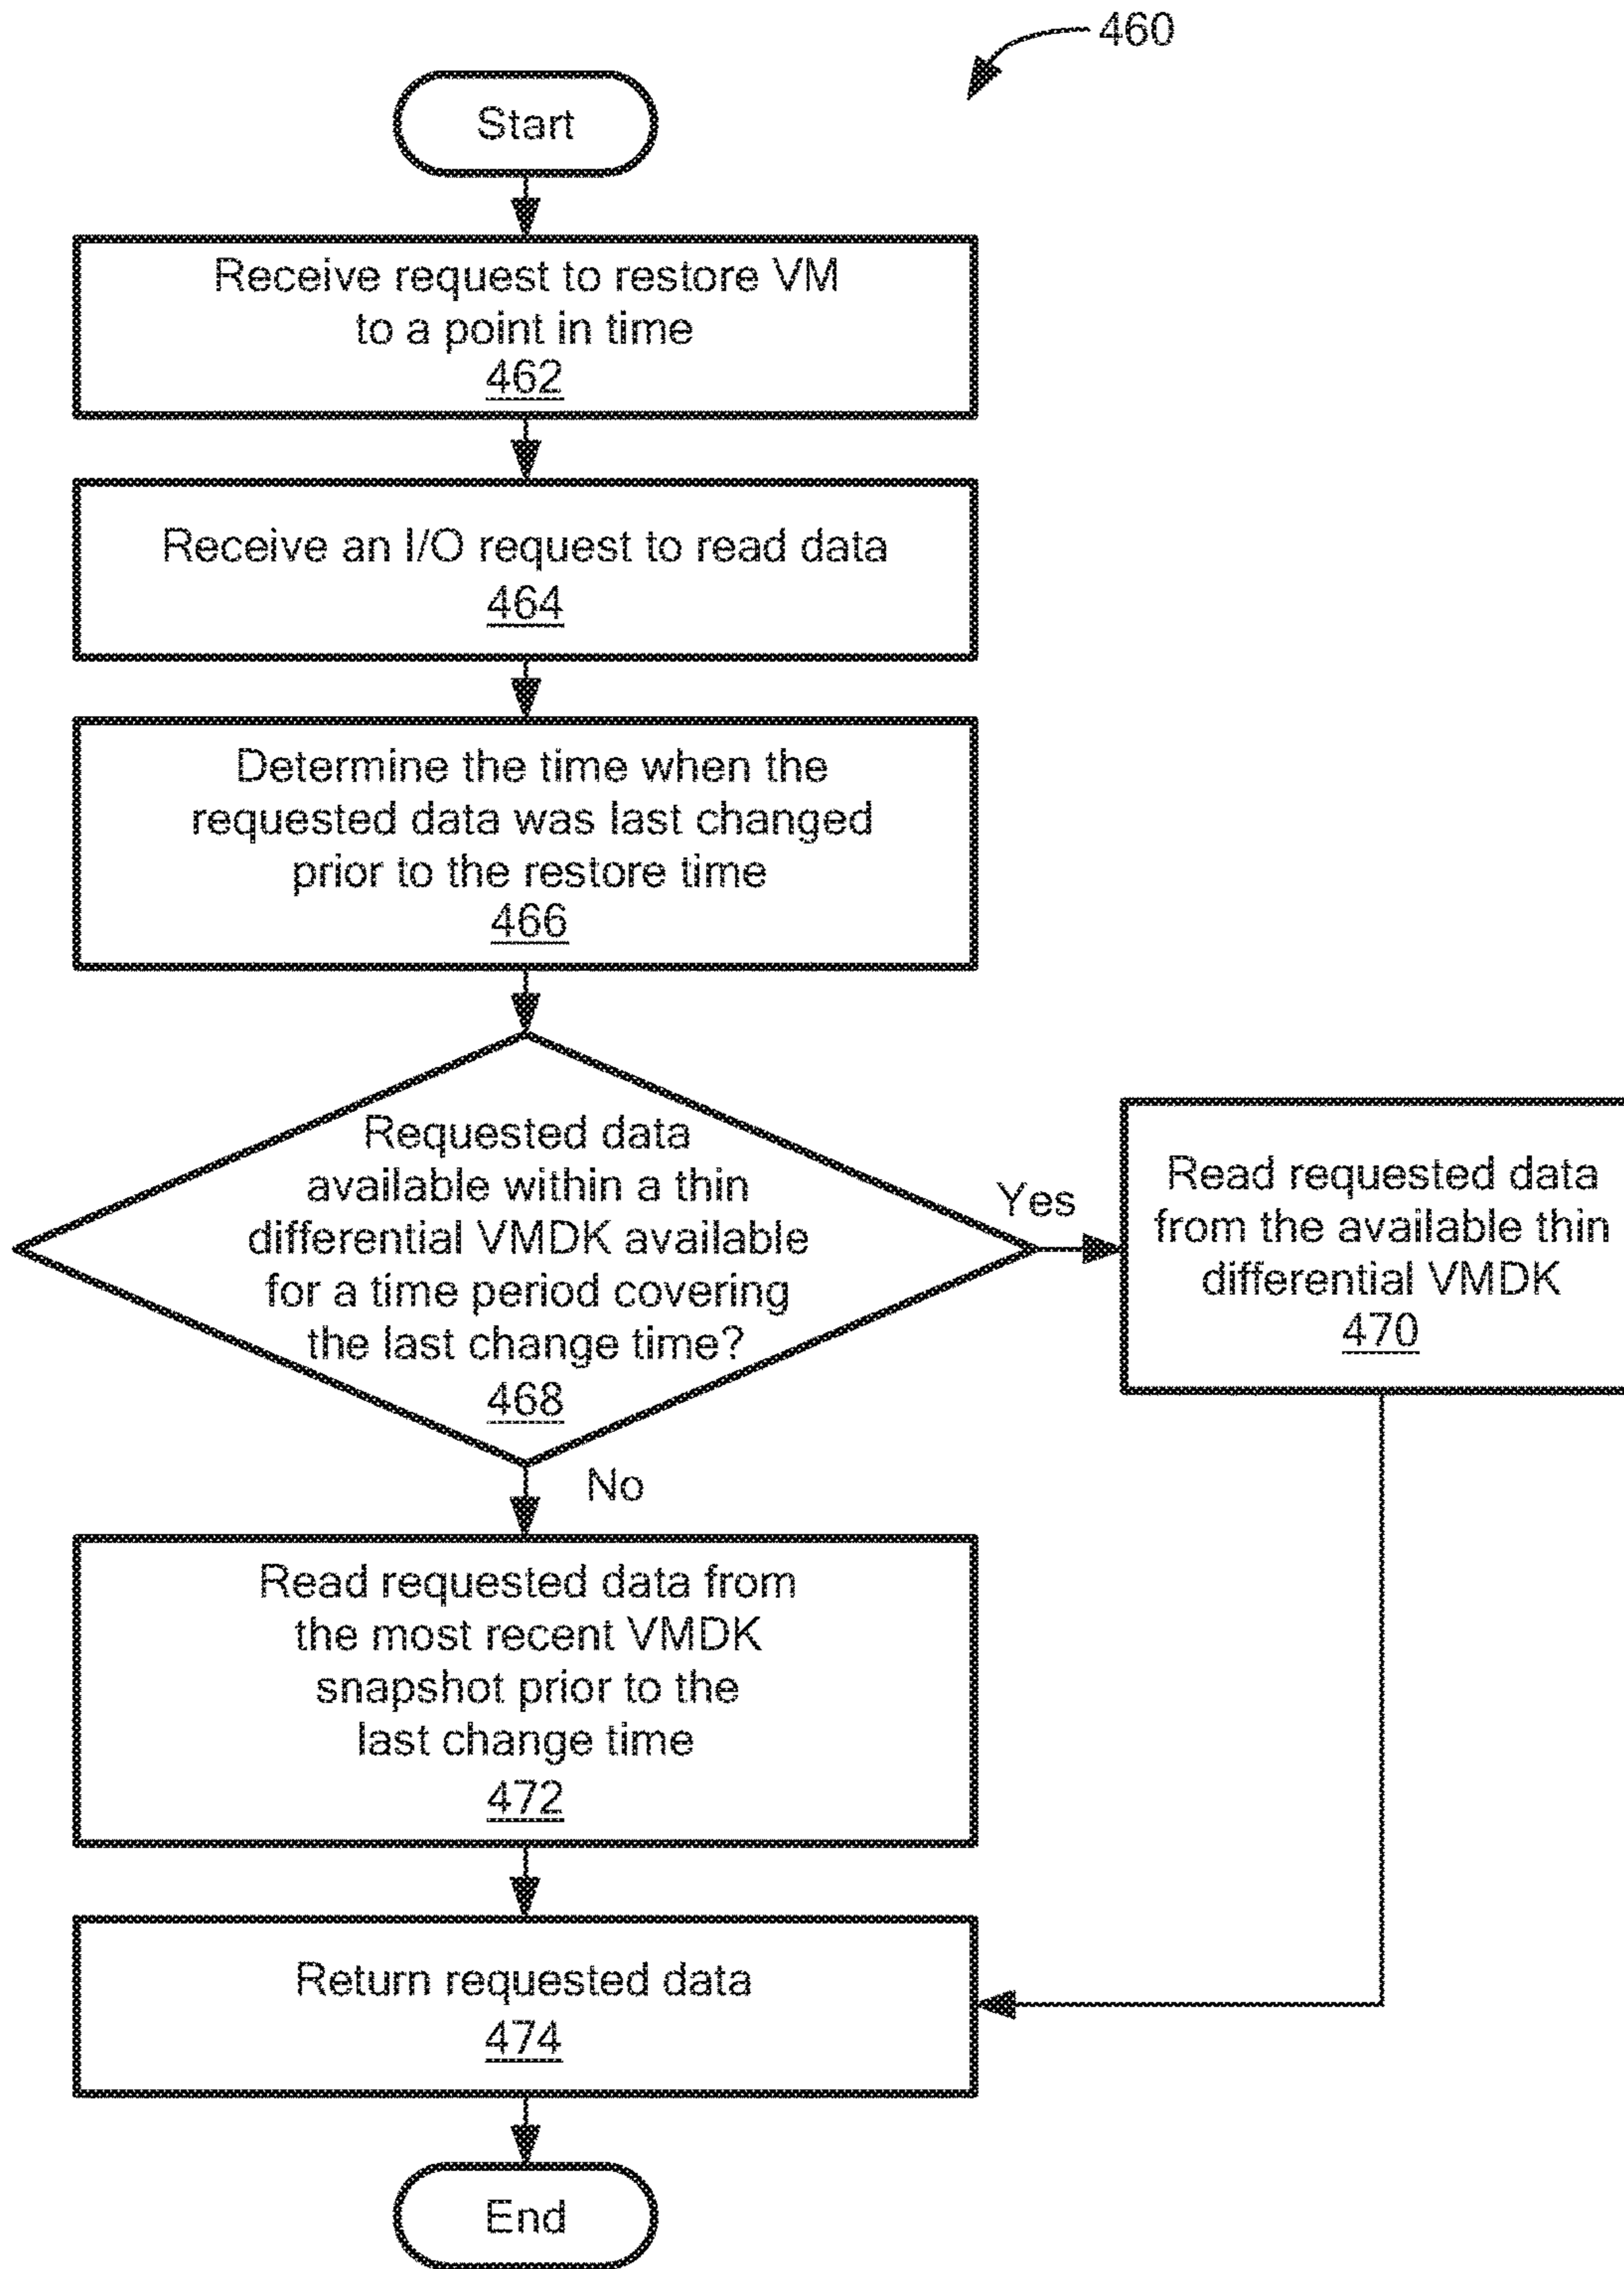 460
Start
Receive request to restore VM
to a point in time
462
Receive an I/O request to read data
464
Determine the time when the
requested data was last changed
prior to the restore time
466
Requested data
available within a thin
differential VMDK available
for a time period covering
the last change time?
468
Yes
Read requested data
from the available thin
differential VMDK
470
No
Read requested data from
the most recent VMDK
snapshot prior to the
last change time
472
Return requested data
474
End